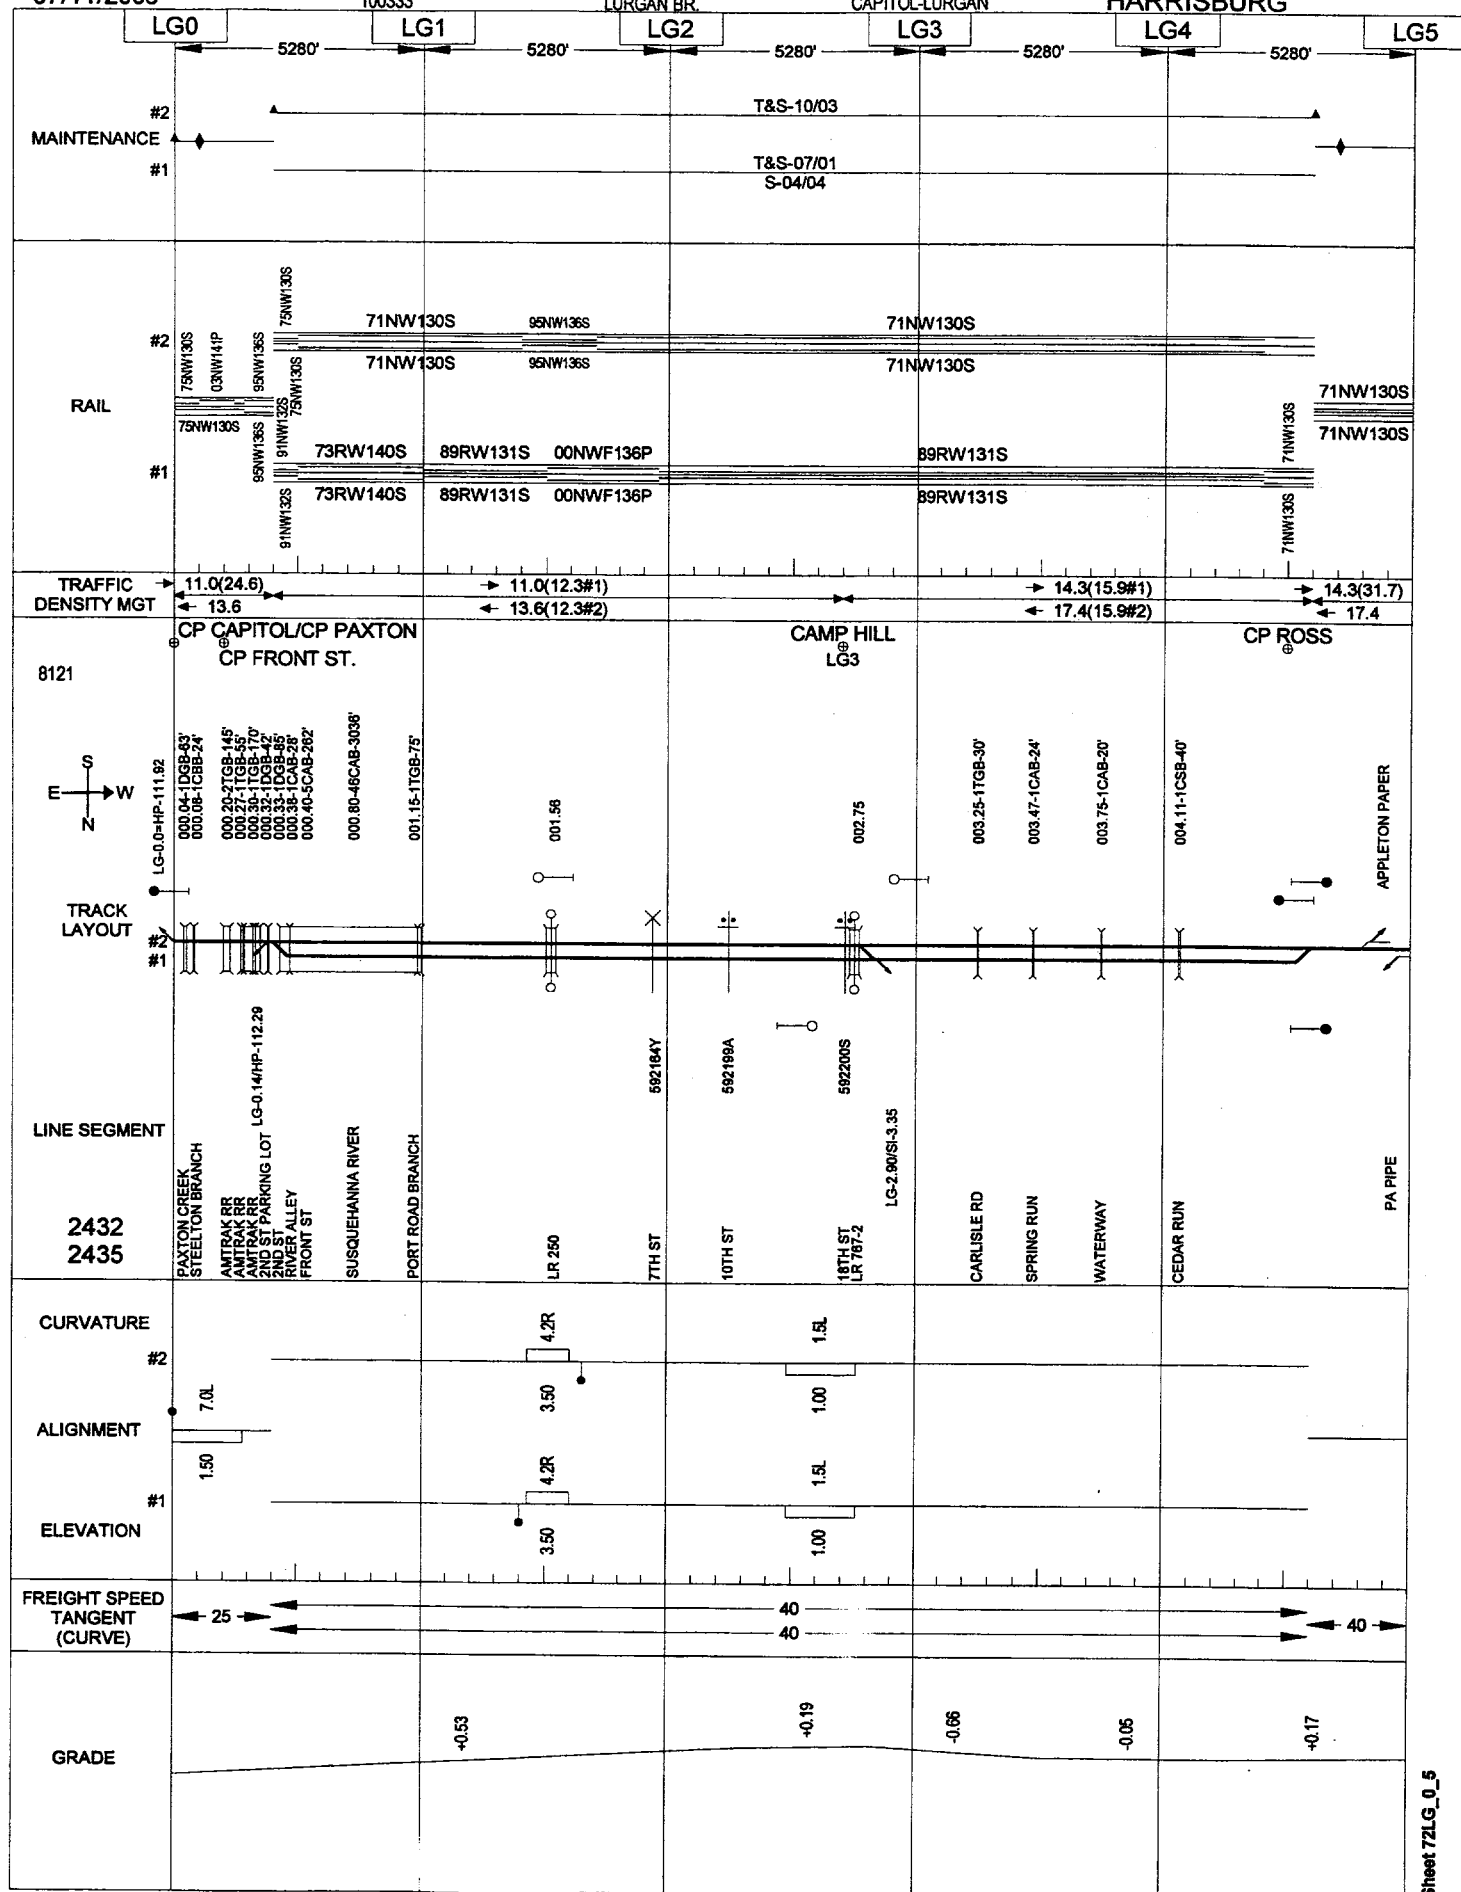 100333
LURGAN BR.
CAPITOL-LURGAN
HARRISBURG
LG0
LG1
LG2
LG3
LG4
LG5
5280'
5280'
5280'
5280'
5280'
MAINTENANCE
#2
T&S-10/03
#1
T&S-07/01
S-04/04
RAIL
#2
75NW130S
03NW141P
95NW136S
75NW130S
71NW130S
95NW136S
71NW130S
71NW130S
95NW136S
71NW130S
75NW130S
75NW130S
95NW136S
91NW132S
71NW130S
71NW130S
71NW130S
#1
73RW140S
89RW131S
00NWF136P
89RW131S
73RW140S
89RW131S
00NWF136P
89RW131S
91NW132S
71NW130S
TRAFFIC
DENSITY MGT
11.0(24.6)
11.0(12.3#1)
14.3(15.9#1)
14.3(31.7)
13.6
13.6(12.3#2)
17.4(15.9#2)
17.4
CP CAPITOL/CP PAXTON
CP FRONT ST.
CAMP HILL
LG3
CP ROSS
8121
S
E
W
N
LG-0.0=HP-111.92
000.04-1DGB-63'
000.08-1CBB-24'
000.20-2TGB-145'
000.27-1TGB-55'
000.30-1TGB-170'
000.32-1DGB-42'
000.33-1DGB-85'
000.38-1CAB-28'
000.40-5CAB-262'
000.80-46CAB-3036'
001.15-1TGB-75'
001.56
002.75
003.25-1TGB-30'
003.47-1CAB-24'
003.75-1CAB-20'
004.11-1CSB-40'
APPLETON PAPER
TRACK
LAYOUT
#2
#1
LINE SEGMENT
2432
2435
PAXTON CREEK
STEELTON BRANCH
AMTRAK RR
AMTRAK RR
AMTRAK RR
2ND ST PARKING LOT
LG-0.14/HP-112.29
2ND ST
RIVER ALLEY
FRONT ST
SUSQUEHANNA RIVER
PORT ROAD BRANCH
LR 250
7TH ST
592164Y
10TH ST
592199A
18TH ST
592200S
LR 767-2
LG-2.90/SI-3.35
CARLISLE RD
SPRING RUN
WATERWAY
CEDAR RUN
PA PIPE
CURVATURE
#2
4.2R
3.50
1.5L
1.00
ALIGNMENT
7.0L
1.50
#1
4.2R
3.50
1.5L
1.00
ELEVATION
FREIGHT SPEED
TANGENT
(CURVE)
25
40
40
40
GRADE
+0.53
+0.19
-0.66
-0.05
+0.17
Sheet 72LG_0_5